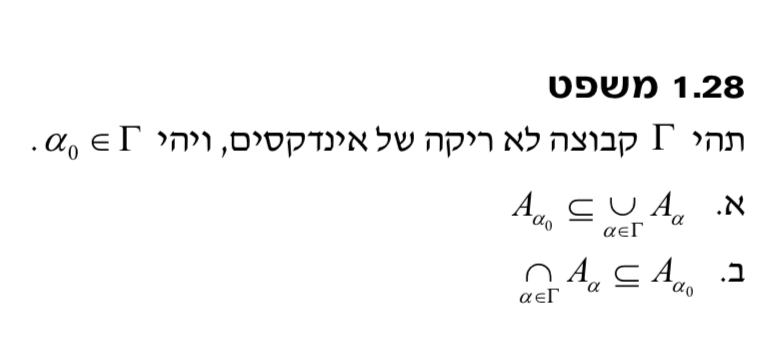 1.28 משפט
תהי Γ קבוצה לא ריקה של אינדקסים, ויהי α₀ ∈ Γ .
א. A_{α₀} ⊆ ∪_{α∈Γ} A_α
ב. ∩_{α∈Γ} A_α ⊆ A_{α₀}